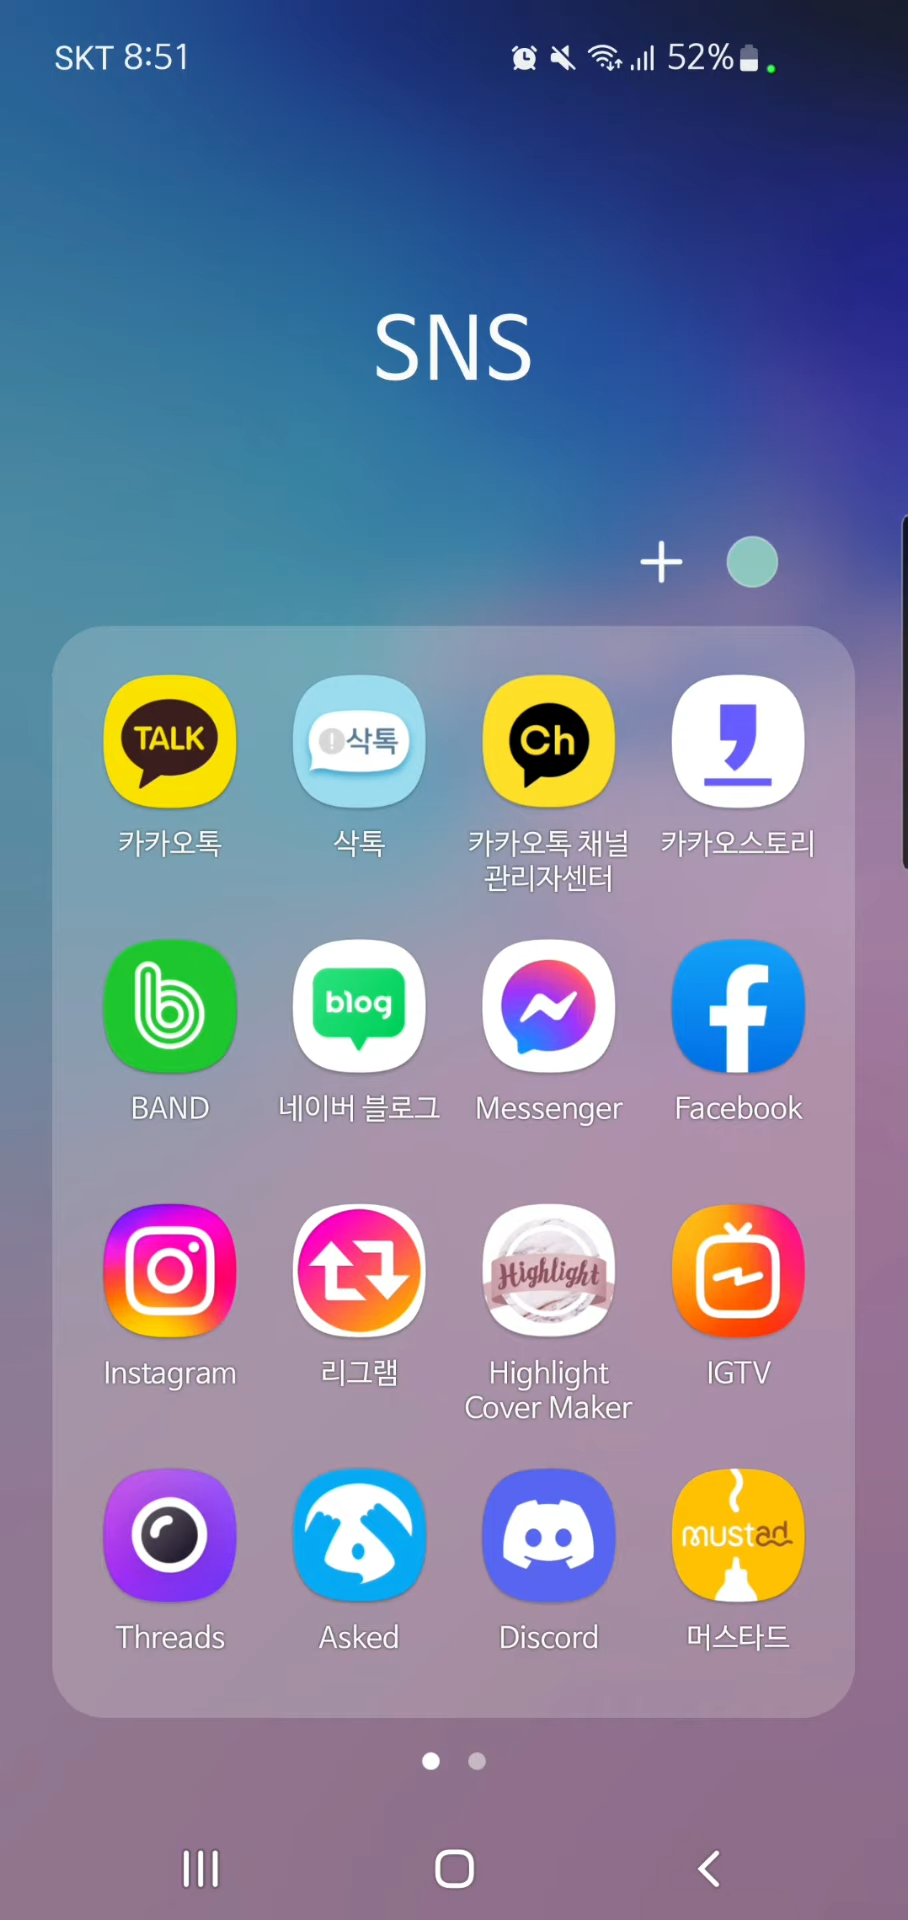 SKT 8:51 52%
SNS
TALK !삭톡 Ch
카카오톡 삭톡 카카오톡 채널 카카오스토리
관리자센터
blog
BAND 네이버 블로그 Messenger Facebook
Highlight
Instagram 리그램 Highlight IGTV
Cover Maker
mustad
Threads Asked Discord 머스타드